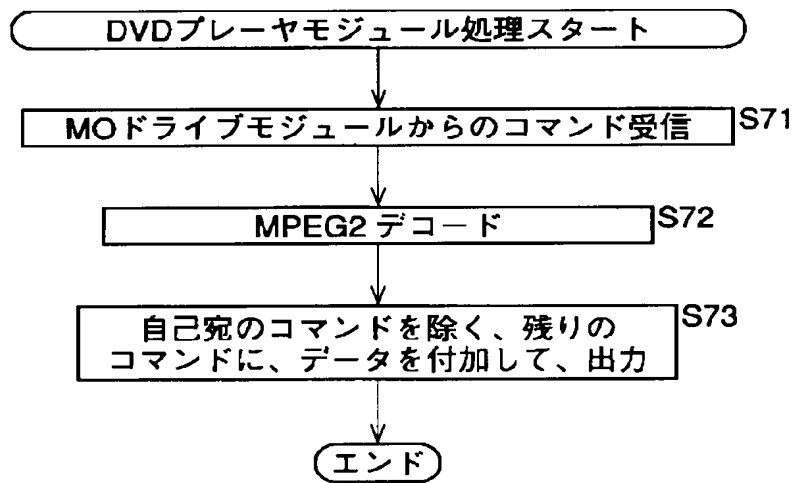 DVDプレーヤモジュール処理スタート
MOドライブモジュールからのコマンド受信
S71
MPEG2 デコード
S72
自己宛のコマンドを除く、残りの
コマンドに、データを付加して、出力
S73
エンド